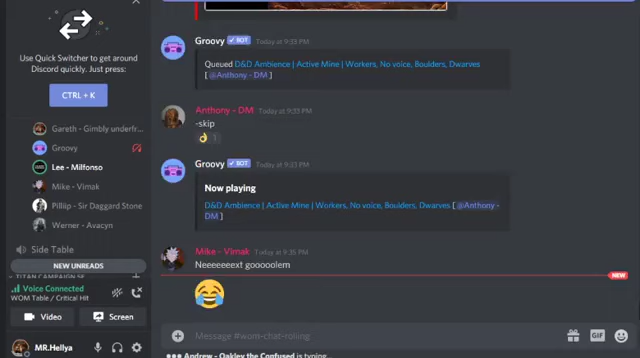 Use Quick Switcher to get around
Discord quickly. Just press:
CTRL + K
Gareth - Gimbly underfr...
Groovy
Lee - Milfonso
Mike - Vimak
Pilliip - Sir Daggard Stone
Werner - Avacyn
Side Table
NEW UNREADS
Voice Connected
WOM Table / Critical Hit
Video
Screen
MR.Hellya
Groovy BOT Today at 9:33 PM
Queued D&D Ambience | Active Mine | Workers, No voice, Boulders, Dwarves
[ @Anthony - DM ]
Anthony - DM Today at 9:33 PM
-skip
1
Groovy BOT Today at 9:33 PM
Now playing
D&D Ambience | Active Mine | Workers, No voice, Boulders, Dwarves [ @Anthony -
DM ]
Mike - Vimak Today at 9:35 PM
Neeeeeeext goooooolem
NEW
Message #wom-chat-rolling
GIF
Andrew - Oakley the Confused is typing...